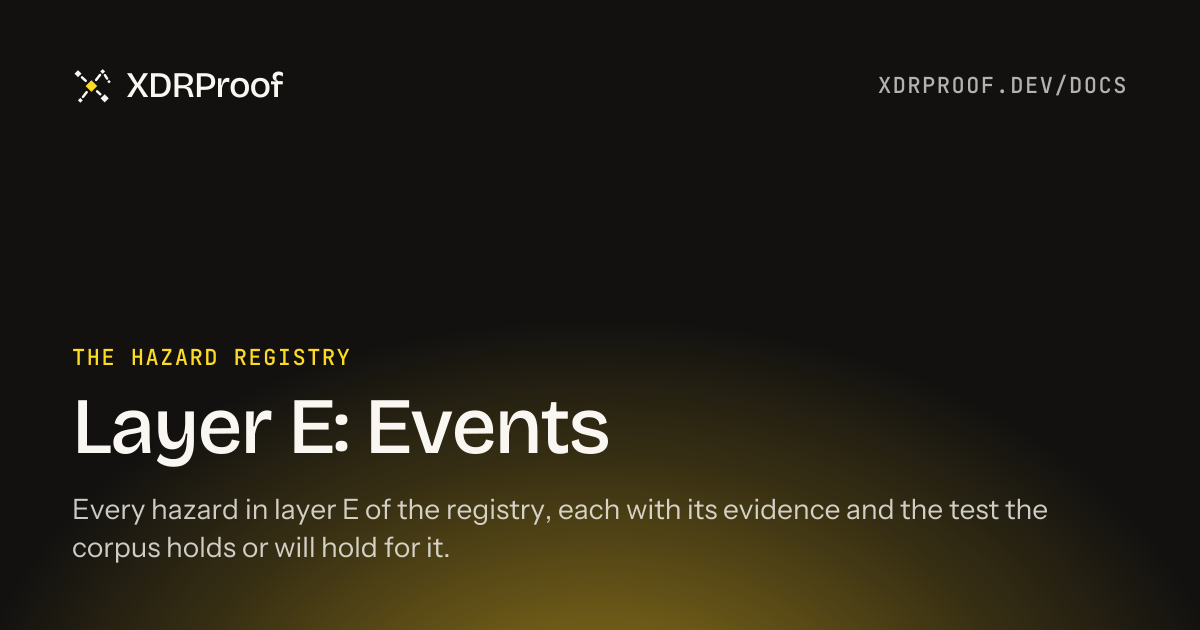 XDRProof
XDRPROOF.DEV/DOCS
THE HAZARD REGISTRY
Layer E: Events
Every hazard in layer E of the registry, each with its evidence and the test the
corpus holds or will hold for it.